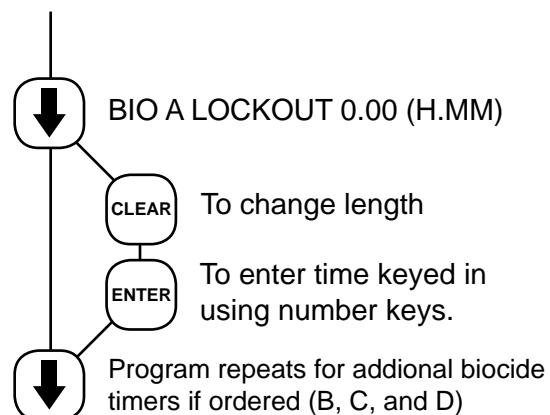 BIO A LOCKOUT 0.00 (H.MM)
CLEAR
To change length
ENTER
To enter time keyed in
using number keys.
Program repeats for addional biocide
timers if ordered (B, C, and D)